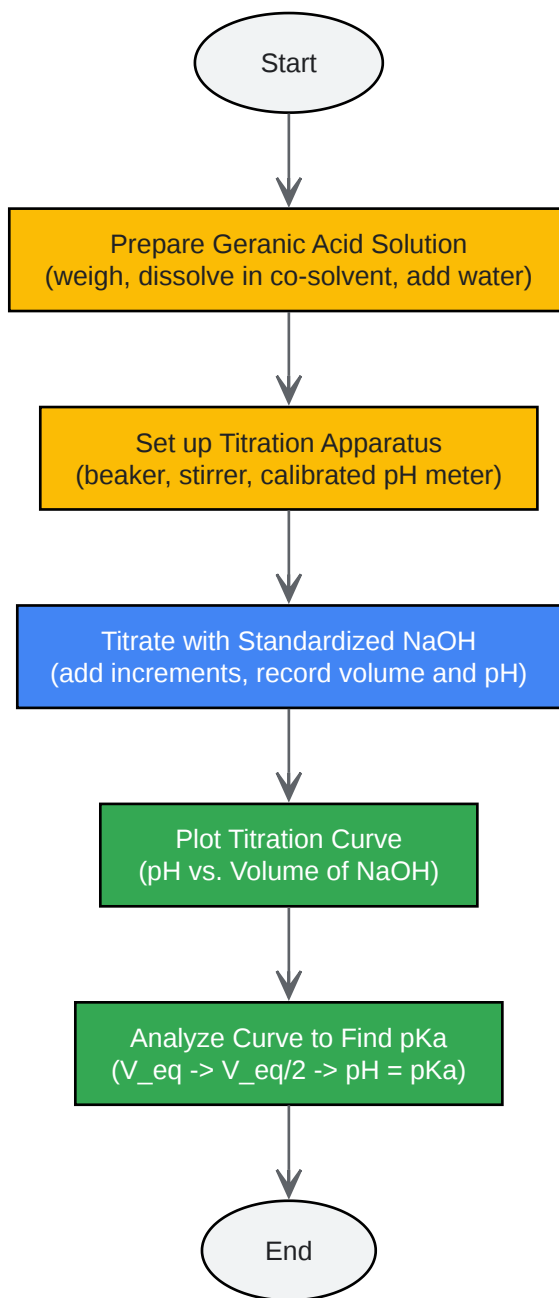 Start
Prepare Geranic Acid Solution
(weigh, dissolve in co-solvent, add water)
Set up Titration Apparatus
(beaker, stirrer, calibrated pH meter)
Titrate with Standardized NaOH
(add increments, record volume and pH)
Plot Titration Curve
(pH vs. Volume of NaOH)
Analyze Curve to Find pKa
(V_eq -> V_eq/2 -> pH = pKa)
End